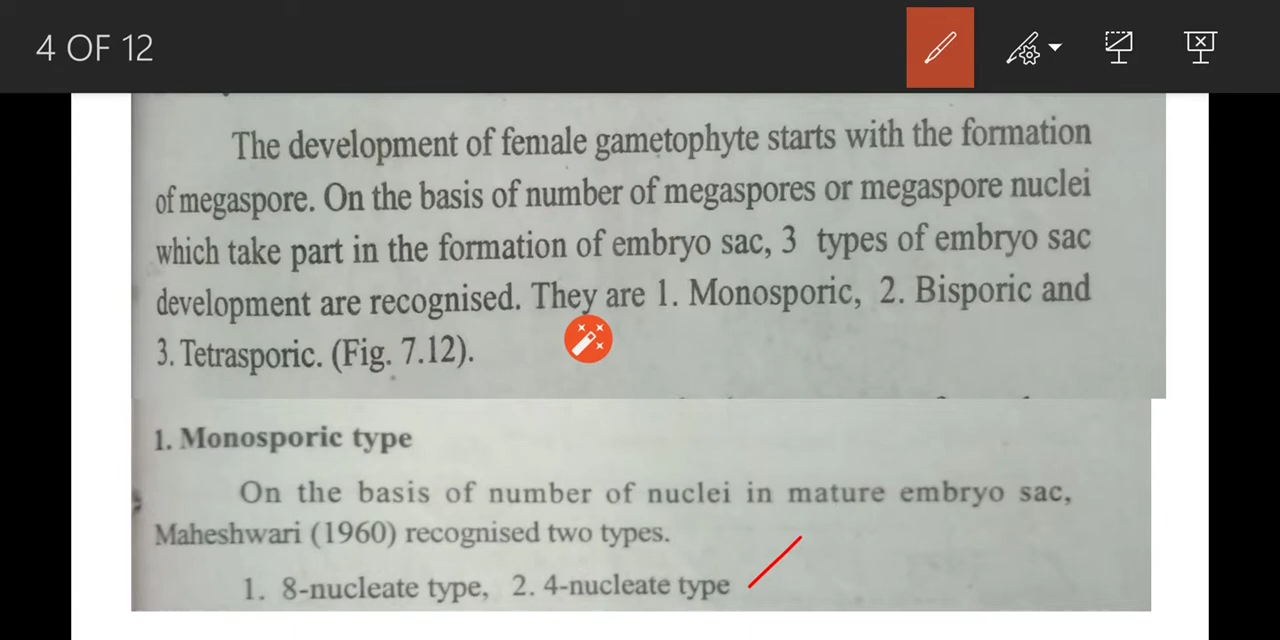 4 OF 12
The development of female gametophyte starts with the formation
of megaspore. On the basis of number of megaspores or megaspore nuclei
which take part in the formation of embryo sac, 3 types of embryo sac
development are recognised. They are 1. Monosporic, 2. Bisporic and
3. Tetrasporic. (Fig. 7.12).
1. Monosporic type
On the basis of number of nuclei in mature embryo sac,
Maheshwari (1960) recognised two types.
1. 8-nucleate type, 2. 4-nucleate type